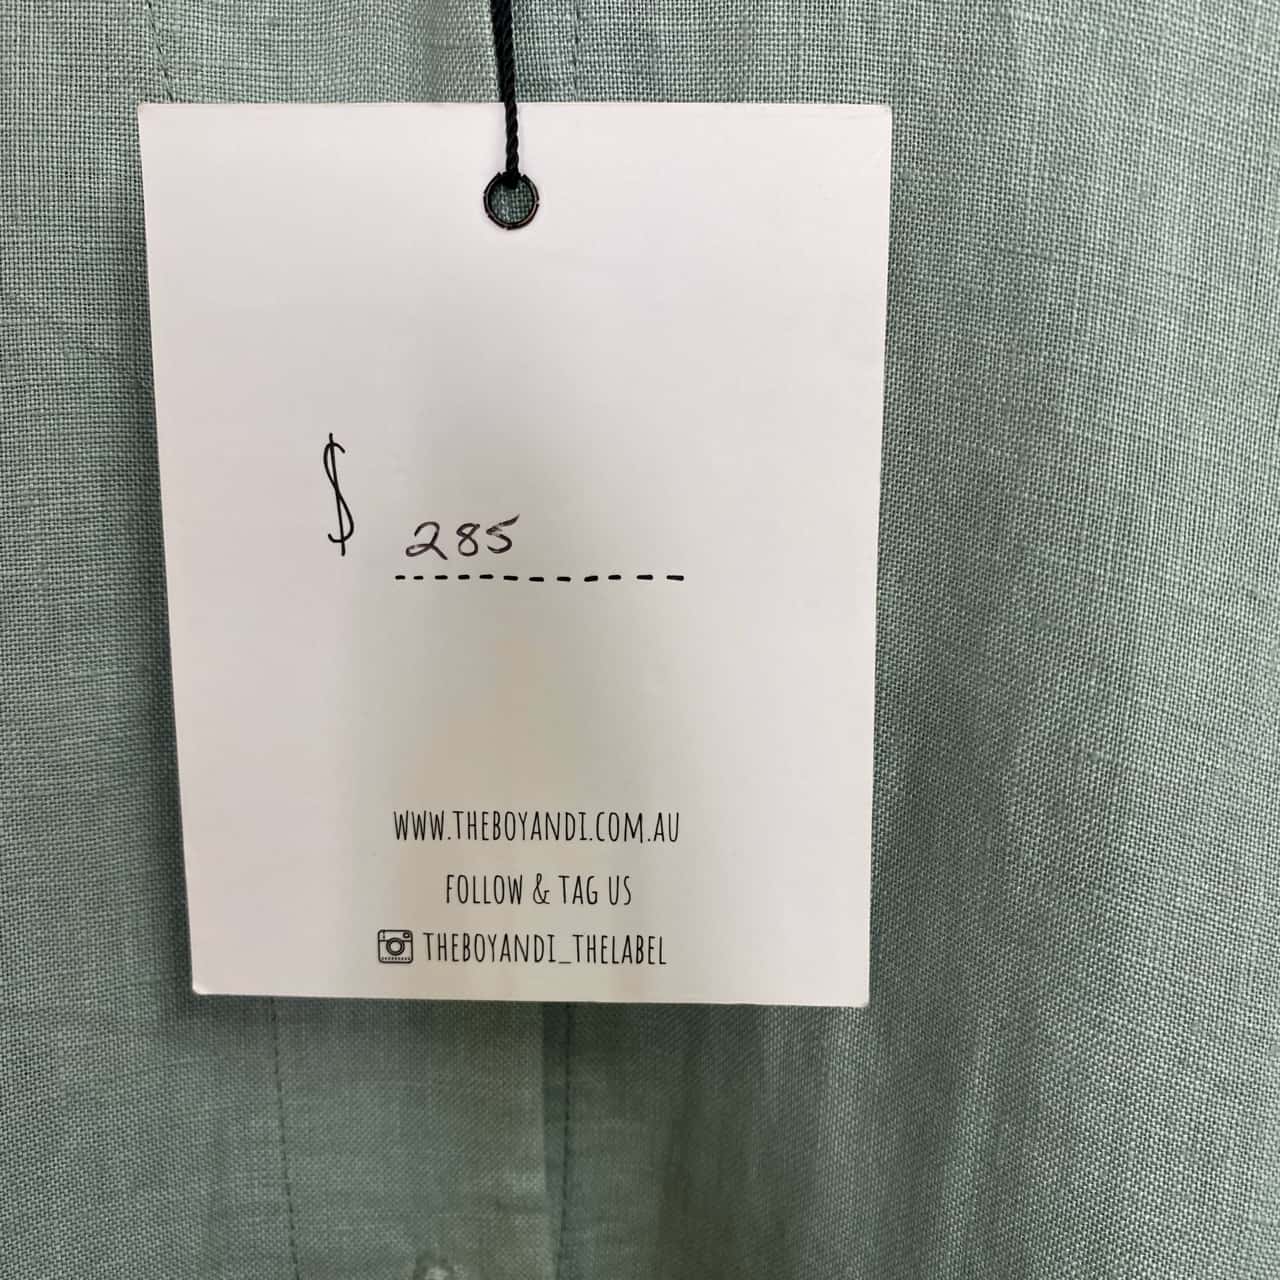 $ 285
WWW.THEBOYANDI.COM.AU
FOLLOW & TAG US
THEBOYANDI_THELABEL